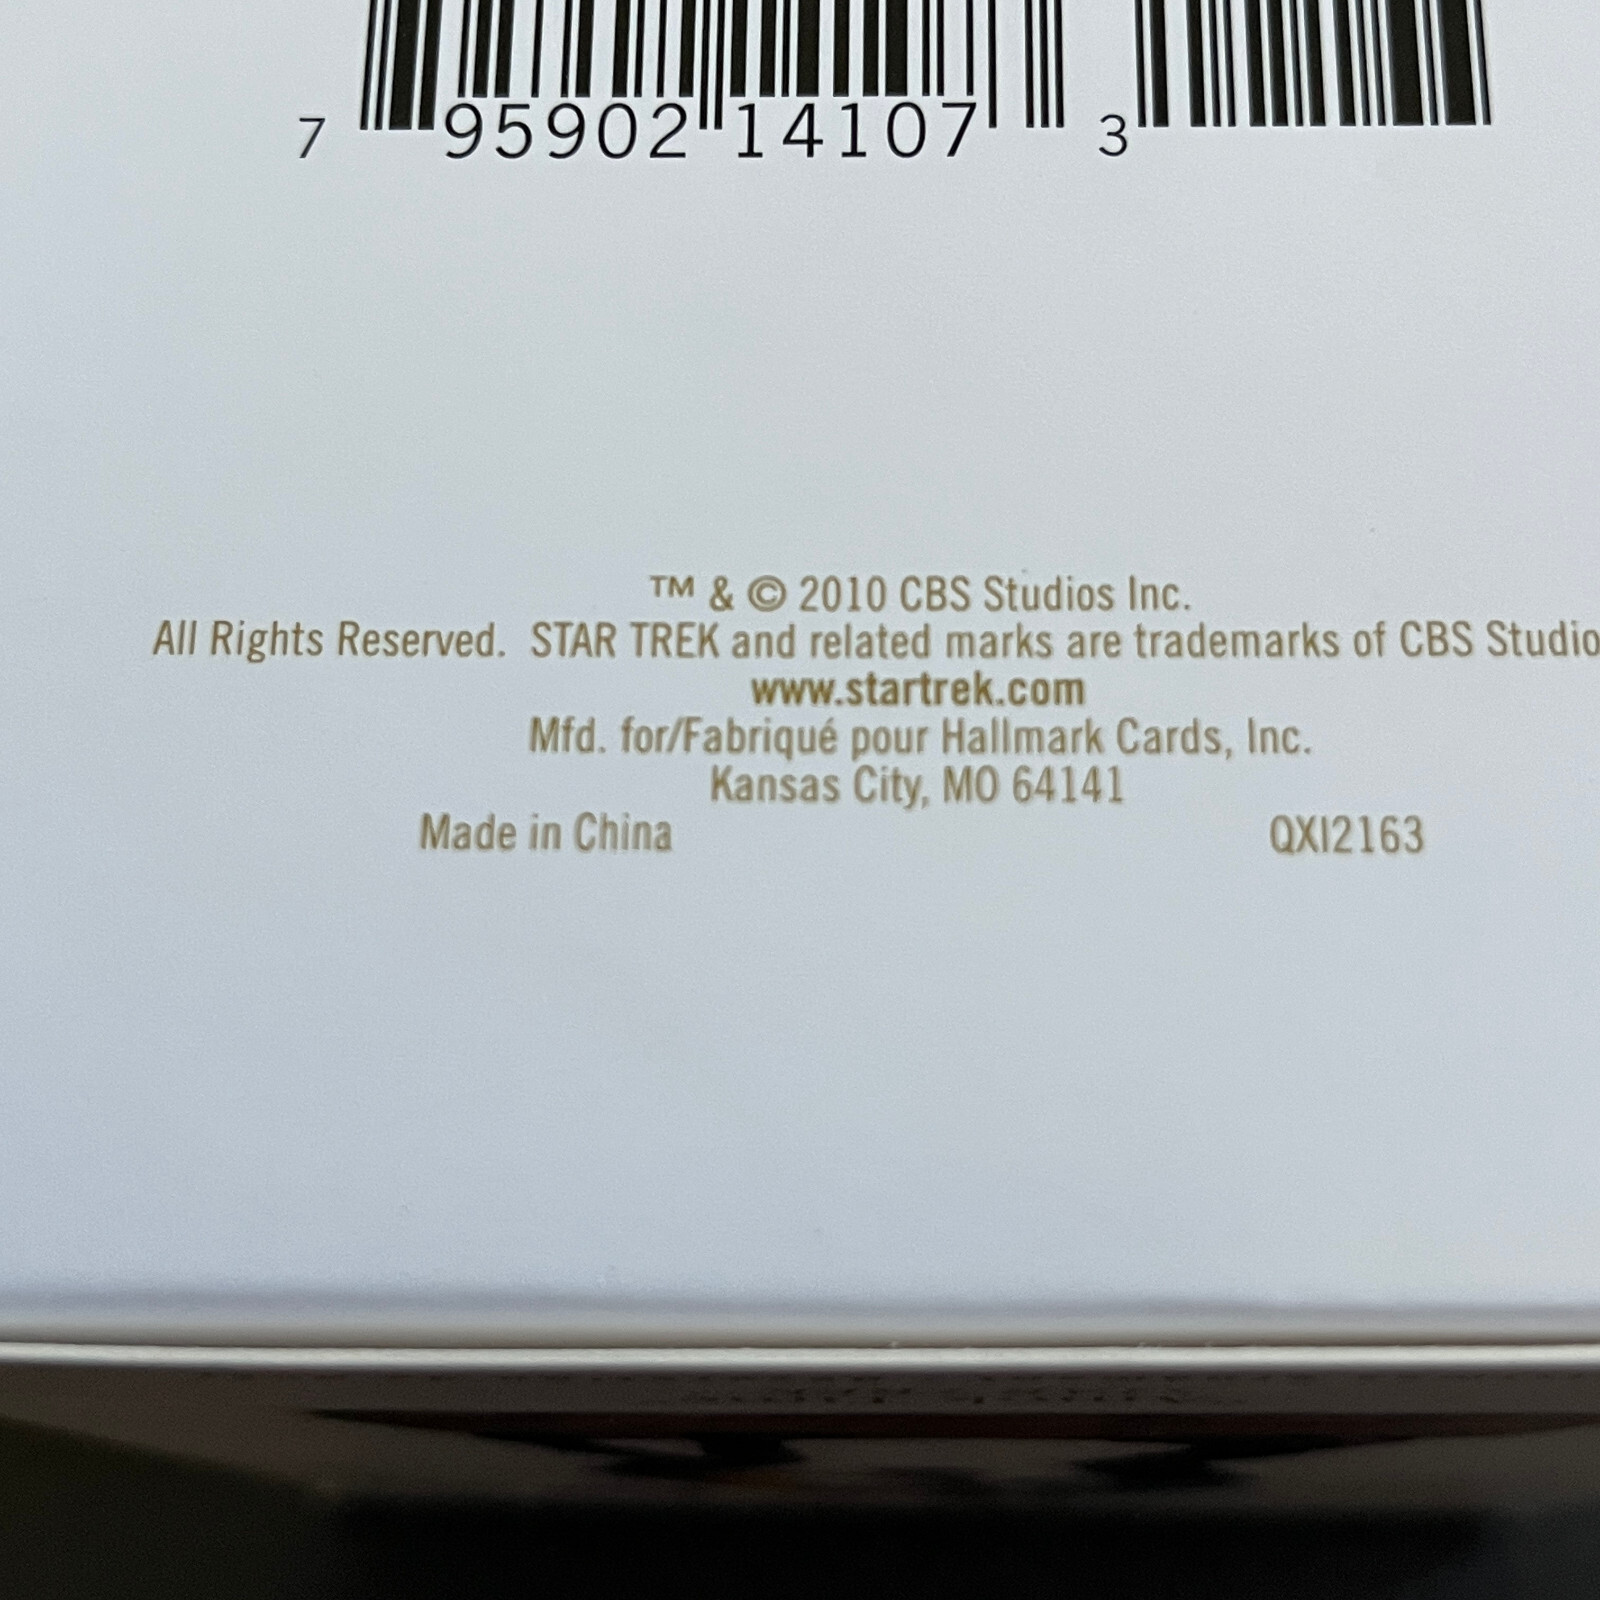 7 95902 14107 3
TM & © 2010 CBS Studios Inc.
All Rights Reserved. STAR TREK and related marks are trademarks of CBS Studio
www.startrek.com
Mfd. for/Fabriqué pour Hallmark Cards, Inc.
Kansas City, MO 64141
Made in China QXI2163